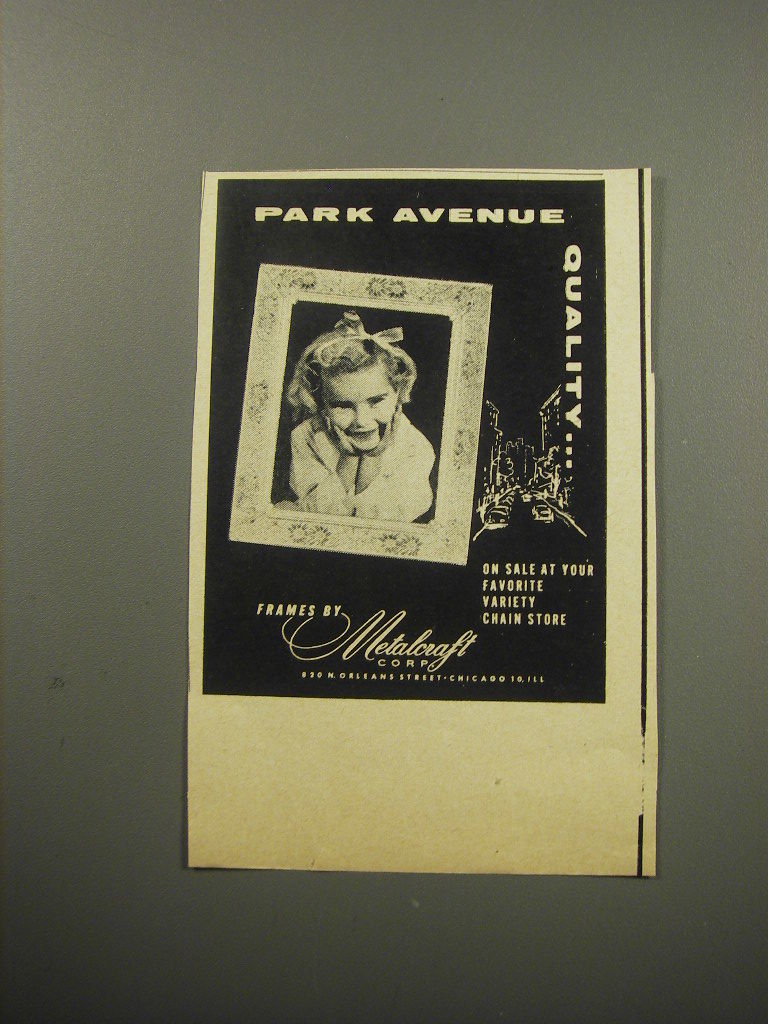 PARK AVENUE
QUALITY...
ON SALE AT YOUR
FAVORITE
VARIETY
CHAIN STORE
FRAMES BY
Metalcraft
CORP
820 N. ORLEANS STREET · CHICAGO 10, ILL